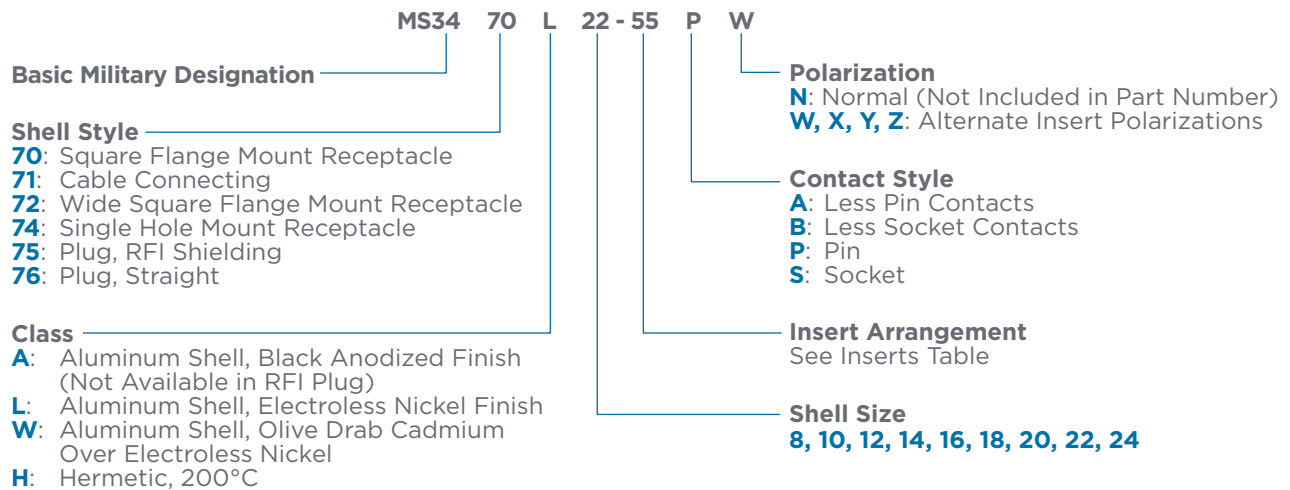 MS34 70 L 22 - 55 P W
Basic Military Designation
Shell Style
70: Square Flange Mount Receptacle
71: Cable Connecting
72: Wide Square Flange Mount Receptacle
74: Single Hole Mount Receptacle
75: Plug, RFI Shielding
76: Plug, Straight
Class
A: Aluminum Shell, Black Anodized Finish
(Not Available in RFI Plug)
L: Aluminum Shell, Electroless Nickel Finish
W: Aluminum Shell, Olive Drab Cadmium
Over Electroless Nickel
H: Hermetic, 200°C
Polarization
N: Normal (Not Included in Part Number)
W, X, Y, Z: Alternate Insert Polarizations
Contact Style
A: Less Pin Contacts
B: Less Socket Contacts
P: Pin
S: Socket
Insert Arrangement
See Inserts Table
Shell Size
8, 10, 12, 14, 16, 18, 20, 22, 24